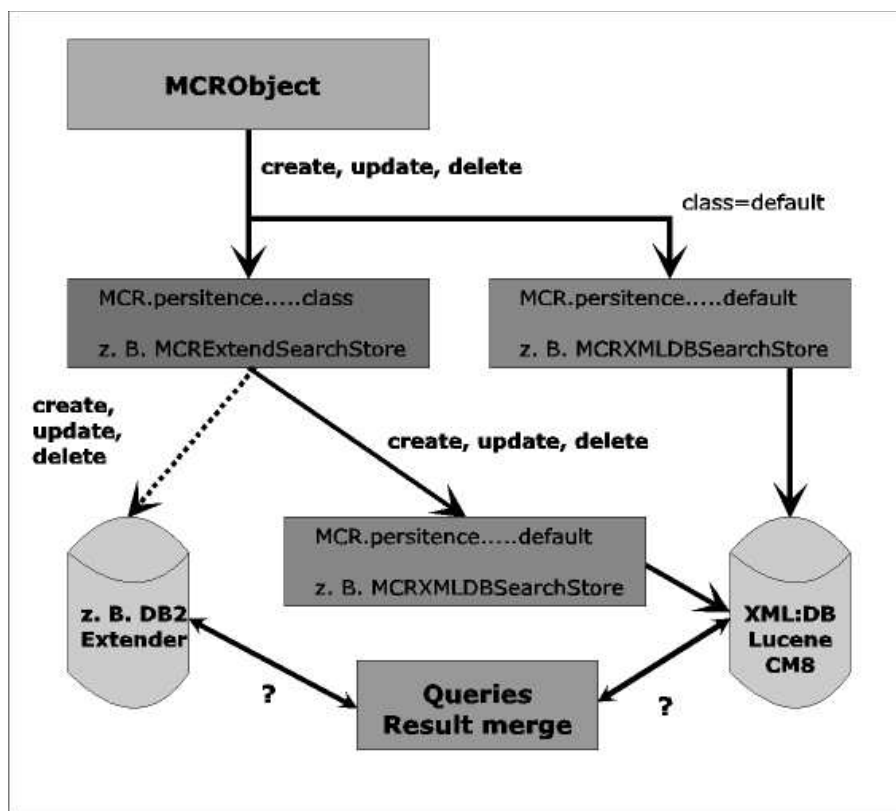 MCRObject
create, update, delete
class=default
MCR.persitence.....class
z. B. MCRExtendSearchStore
MCR.persitence.....default
z. B. MCRXMLDBSearchStore
create,
update,
delete
create, update, delete
MCR.persitence.....default
z. B. MCRXMLDBSearchStore
z. B. DB2
Extender
XML:DB
Lucene
CM8
?
Queries
Result merge
?